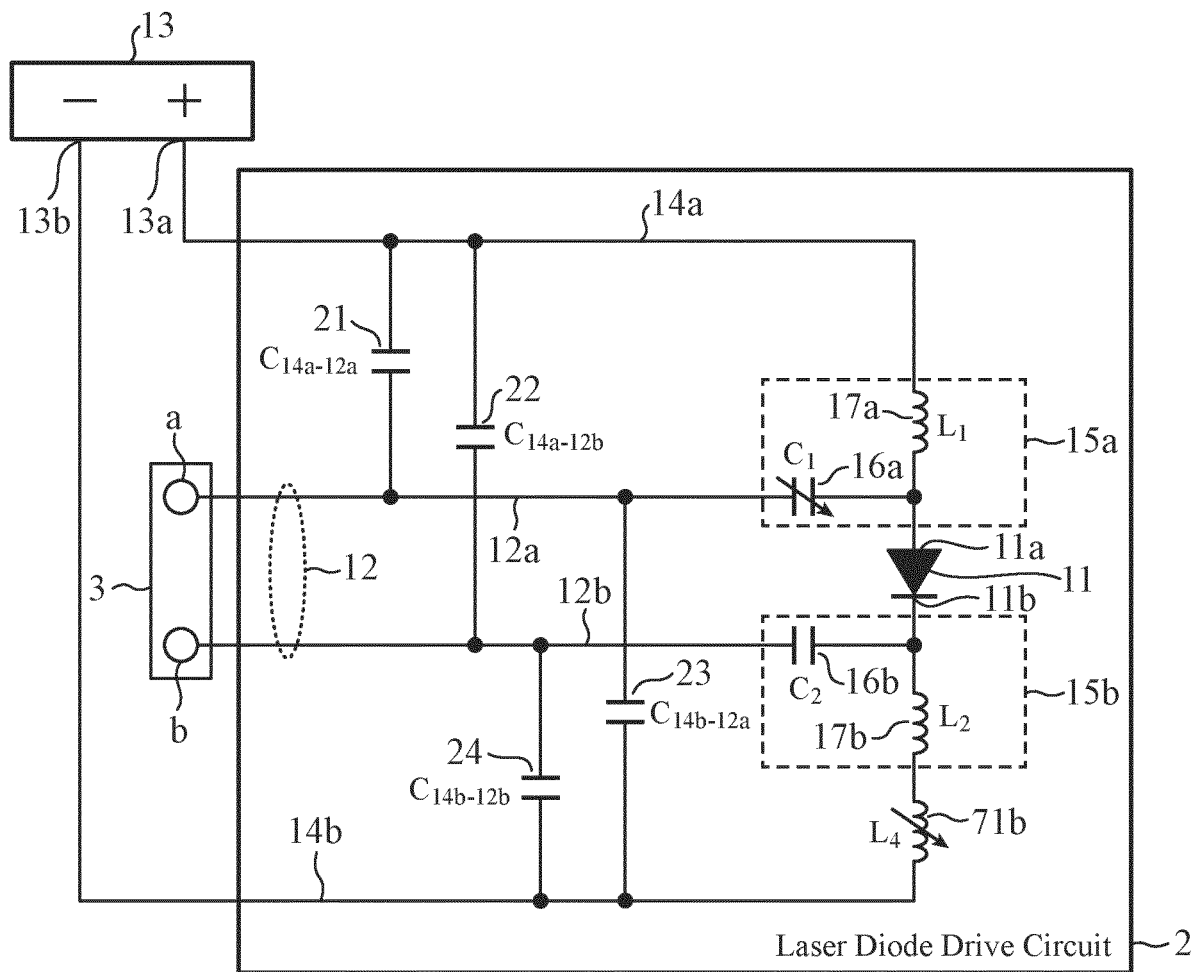 13
− +
13b
13a
14a
21
C14a-12a
22
C14a-12b
17a
L1
15a
C1
16a
a
12a
11a
11
11b
3
12
12b
b
C2
16b
15b
23
C14b-12a
17b
L2
24
C14b-12b
14b
L4
71b
Laser Diode Drive Circuit
2